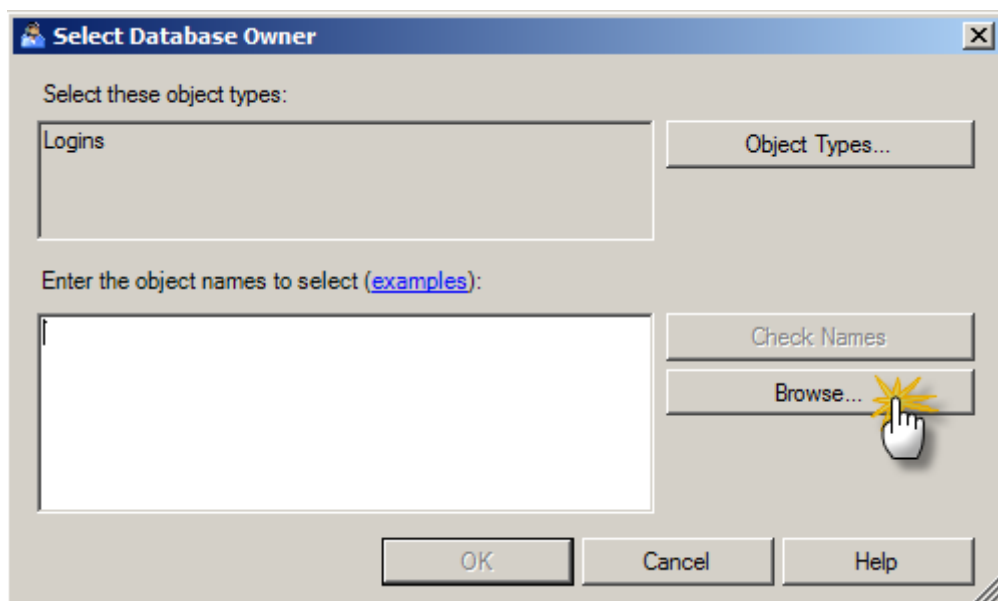 Select Database Owner
Select these object types:
Logins
Object Types...
Enter the object names to select (examples):
Check Names
Browse...
OK
Cancel
Help